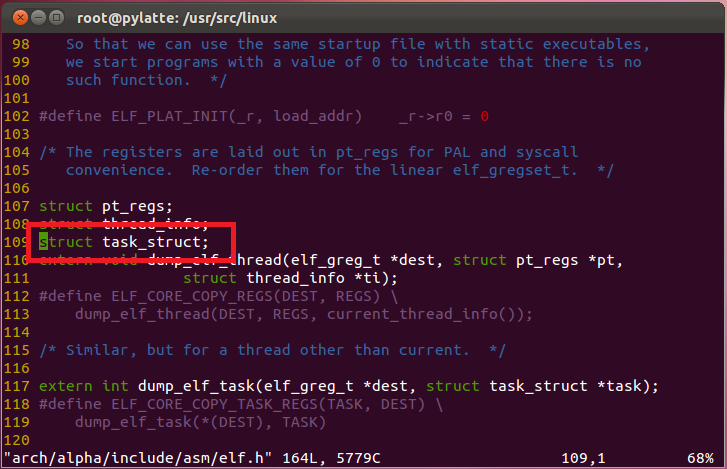 root@pylatte: /usr/src/linux
98    So that we can use the same startup file with static executables,
99    we start programs with a value of 0 to indicate that there is no
100    such function.  */
101
102 #define ELF_PLAT_INIT(_r, load_addr)    _r->r0 = 0
103
104 /* The registers are laid out in pt_regs for PAL and syscall
105    convenience.  Re-order them for the linear elf_gregset_t.  */
106
107 struct pt_regs;
108 struct thread_info;
109 struct task_struct;
110 extern void dump_elf_thread(elf_greg_t *dest, struct pt_regs *pt,
111                 struct thread_info *ti);
112 #define ELF_CORE_COPY_REGS(DEST, REGS) \
113     dump_elf_thread(DEST, REGS, current_thread_info());
114
115 /* Similar, but for a thread other than current.  */
116
117 extern int dump_elf_task(elf_greg_t *dest, struct task_struct *task);
118 #define ELF_CORE_COPY_TASK_REGS(TASK, DEST) \
119     dump_elf_task(*(DEST), TASK)
120
"arch/alpha/include/asm/elf.h" 164L, 5779C    109,1    68%